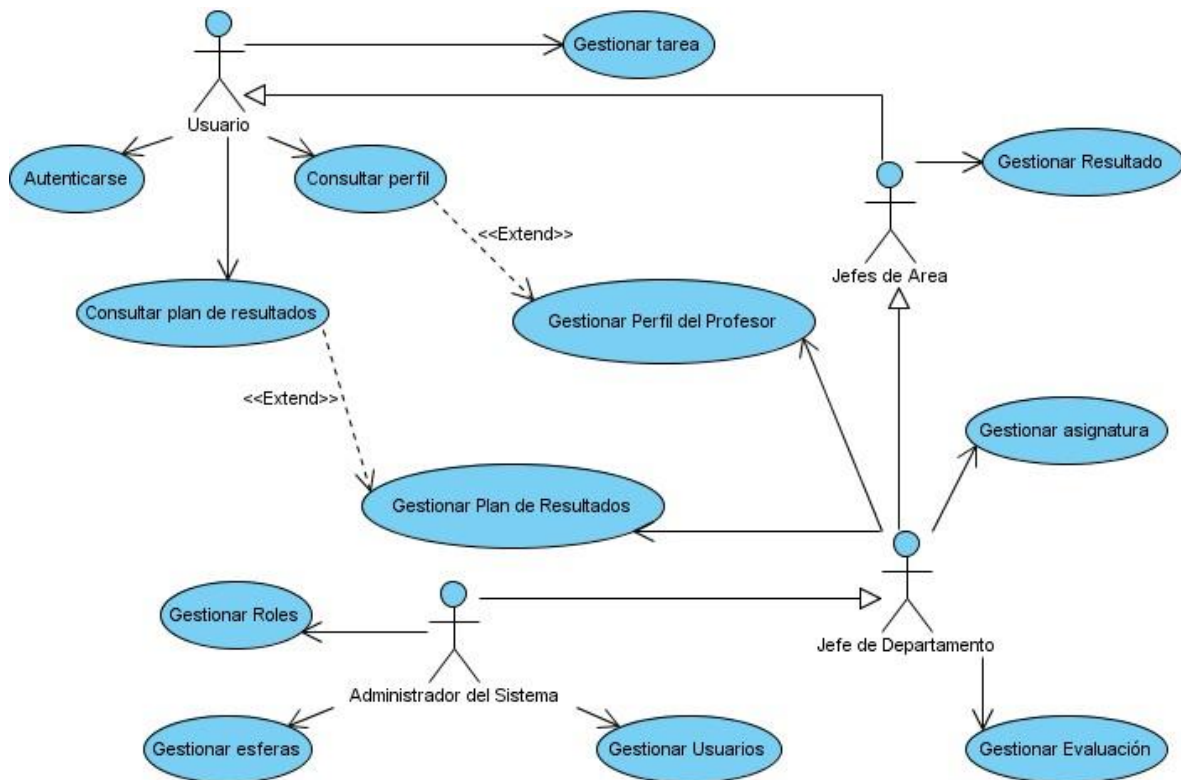 Gestionar tarea
Usuario
Autenticarse
Consultar perfil
Gestionar Resultado
<<Extend>>
Jefes de Area
Consultar plan de resultados
Gestionar Perfil del Profesor
<<Extend>>
Gestionar asignatura
Gestionar Plan de Resultados
Gestionar Roles
Jefe de Departamento
Administrador del Sistema
Gestionar esferas
Gestionar Usuarios
Gestionar Evaluación